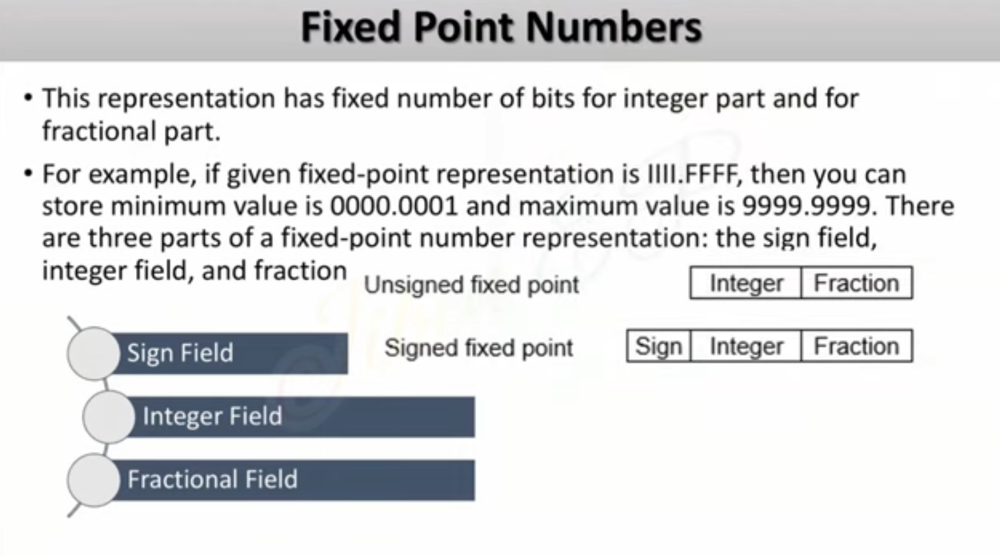 Fixed Point Numbers
• This representation has fixed number of bits for integer part and for
fractional part.
• For example, if given fixed-point representation is IIII.FFFF, then you can
store minimum value is 0000.0001 and maximum value is 9999.9999. There
are three parts of a fixed-point number representation: the sign field,
integer field, and fraction
Unsigned fixed point
Integer Fraction
Signed fixed point
Sign Integer Fraction
Sign Field
Integer Field
Fractional Field